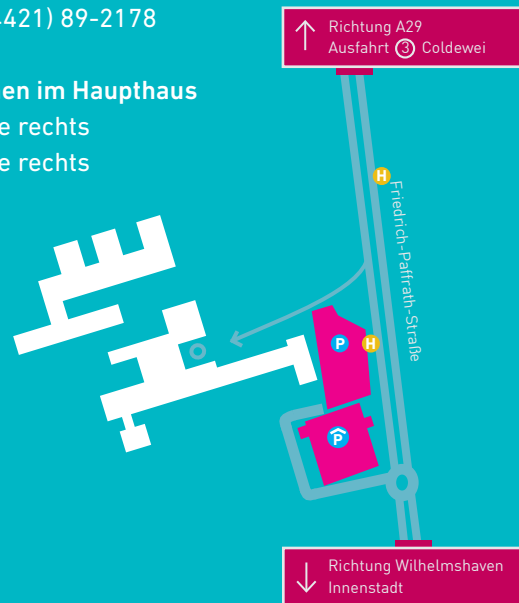 421) 89-2178
en im Haupthaus
e rechts
e rechts
Richtung A29
Ausfahrt 3 Coldewei
H
Friedrich-Paffrath-Straße
P
H
P
Richtung Wilhelmshaven
Innenstadt